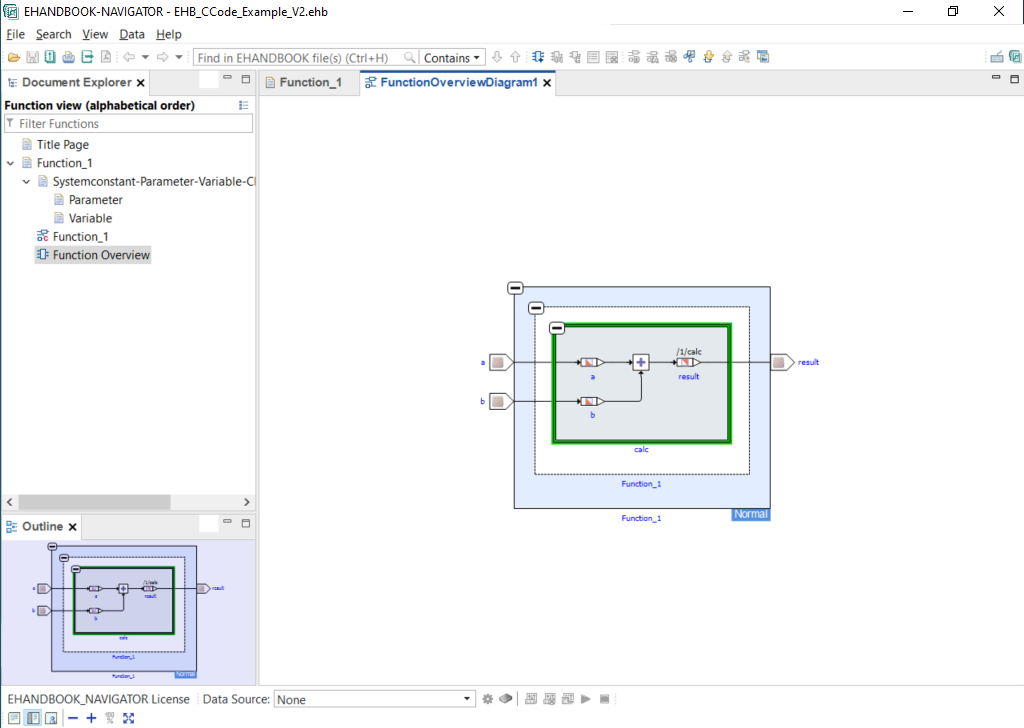 EHANDBOOK-NAVIGATOR - EHB_CCode_Example_V2.ehb
File Search View Data Help
Find in EHANDBOOK file(s) (Ctrl+H) Contains
Document Explorer
Function view (alphabetical order)
Filter Functions
Title Page
Function_1
Systemconstant-Parameter-Variable-Cl
Parameter
Variable
Function_1
Function Overview
Function_1 FunctionOverviewDiagram1
/1/calc
a a result result
b b
calc
Function_1
Normal
Function_1
Outline
/1/calc
a a result result
b b
calc
Function_1
Normal
Function_1
EHANDBOOK_NAVIGATOR License Data Source: None